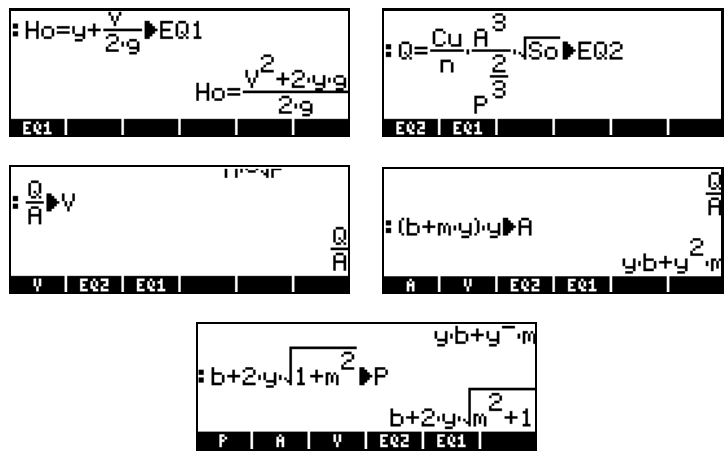 :Ho=y+V/(2·g)▶EQ1
Ho=(V²+2·y·g)/(2·g)
EQ1
:Q=Cu/n·A^3/P^(2/3)·√So▶EQ2
EQ2 EQ1
:Q/A▶V
Q/A
V EQ2 EQ1
Q/A
:(b+m·y)·y▶A
y·b+y²·m
A V EQ2 EQ1
y·b+y ·m
:b+2·y·√(1+m²)▶P
b+2·y·√(m²+1)
P A V EQ2 EQ1